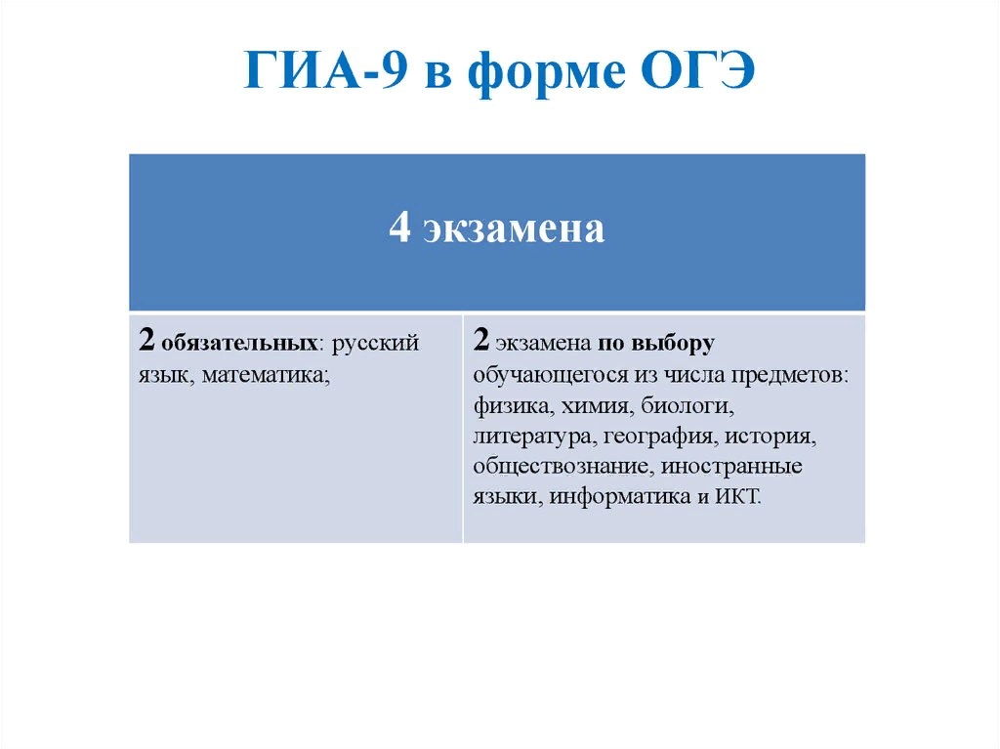 ГИА-9 в форме ОГЭ
4 экзамена
2 обязательных: русский
язык, математика;
2 экзамена по выбору
обучающегося из числа предметов:
физика, химия, биологи,
литература, география, история,
обществознание, иностранные
языки, информатика и ИКТ.